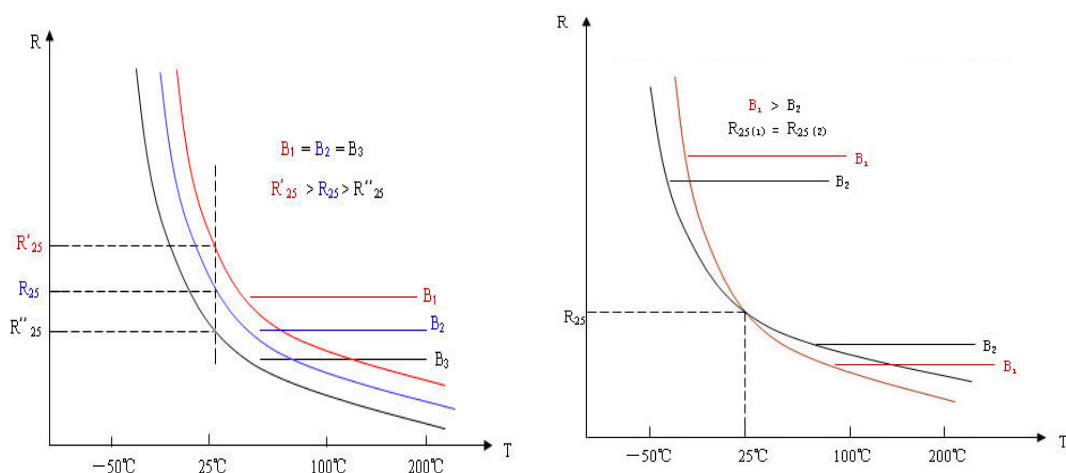 R
B₁ = B₂ = B₃
R'₂₅ > R₂₅ > R''₂₅
R'₂₅
R₂₅
R''₂₅
B₁
B₂
B₃
−50℃
25℃
100℃
200℃
T
R
B₁ > B₂
R₂₅₍₁₎ = R₂₅₍₂₎
B₁
B₂
R₂₅
B₂
B₁
−50℃
25℃
100℃
200℃
T